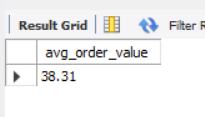 Result Grid Filter R
avg_order_value
38.31